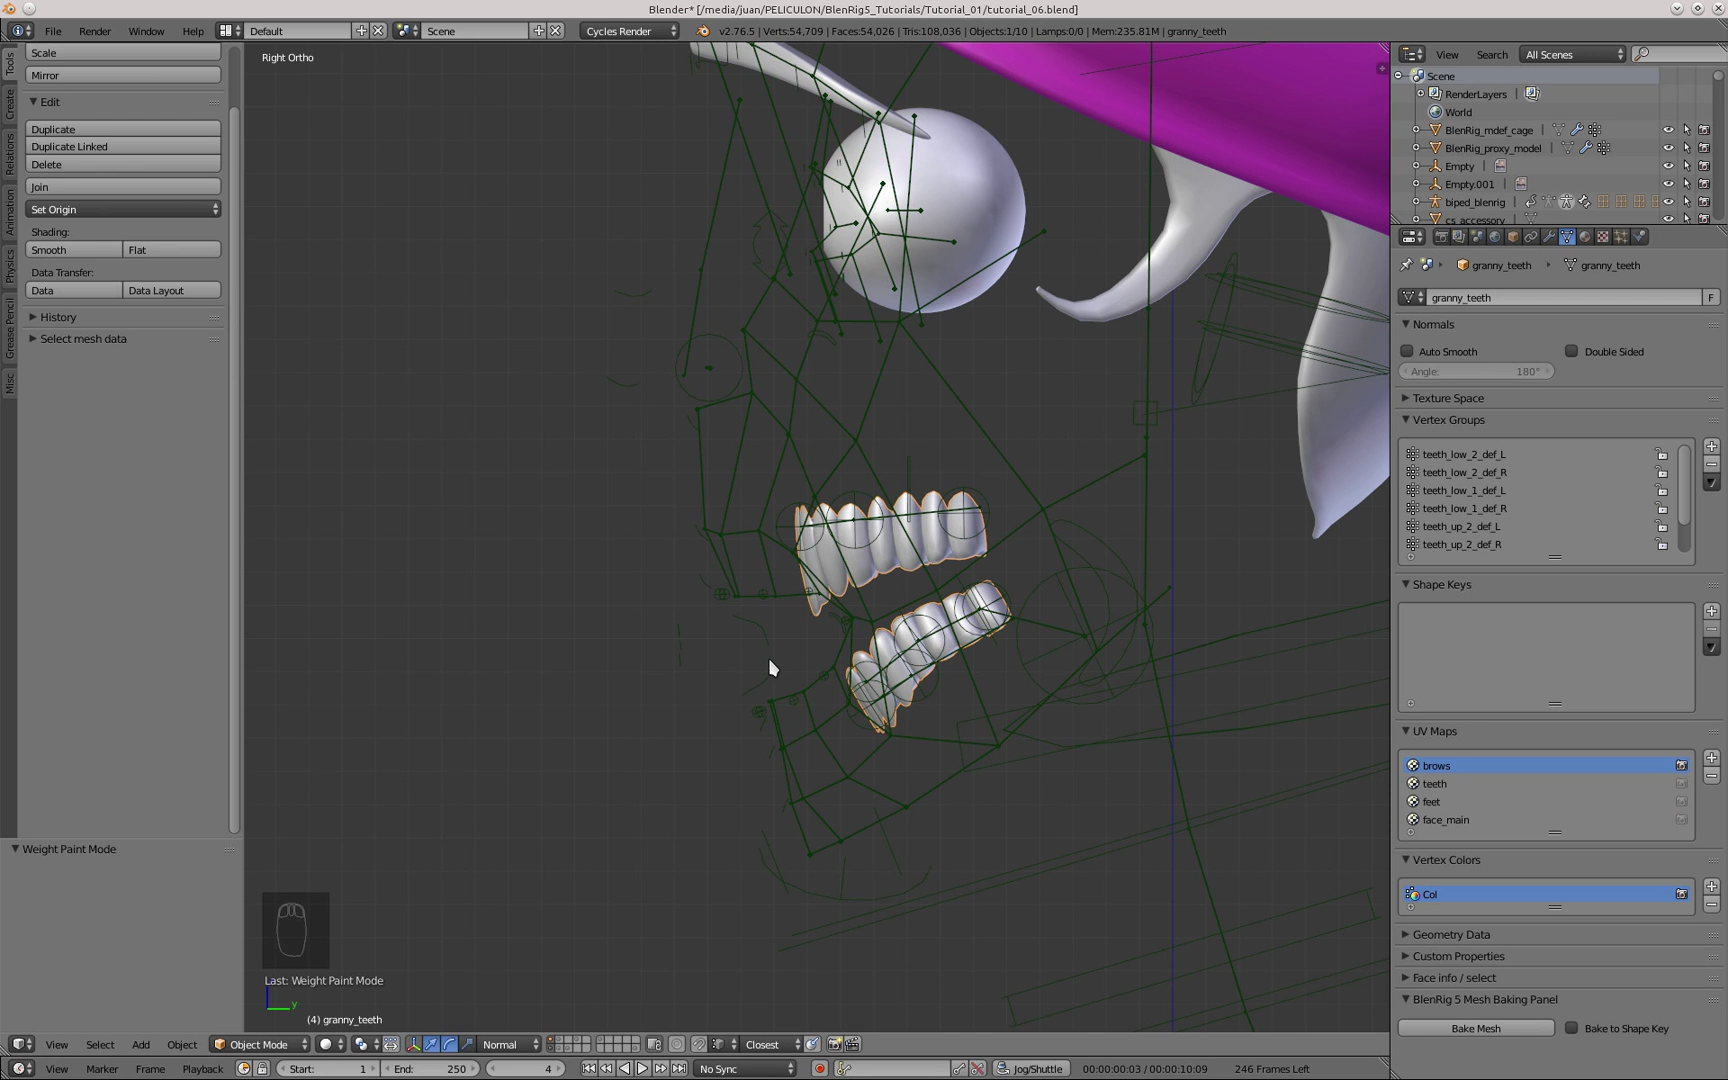 Blender* [/media/juan/PELICULON/BlenRig5_Tutorials/Tutorial_01/tutorial_06.blend]
File Render Window Help Default Scene Cycles Render v2.76.5 | Verts:54,709 | Faces:54,026 | Tris:108,036 | Objects:1/10 | Lamps:0/0 | Mem:235.81M | granny_teeth
Tools
Create
Relations
Animation
Physics
Grease Pencil
Misc
Scale
Mirror
Edit
Duplicate
Duplicate Linked
Delete
Join
Set Origin
Shading:
Smooth Flat
Data Transfer:
Data Data Layout
History
Select mesh data
Weight Paint Mode
Right Ortho
Last: Weight Paint Mode
y
(4) granny_teeth
View Select Add Object Object Mode Normal Closest
View Marker Frame Playback Start: 1 End: 250 4 No Sync Jog/Shuttle 00:00:00:03 / 00:00:10:09 246 Frames Left
View Search All Scenes
Scene
RenderLayers
World
BlenRig_mdef_cage
BlenRig_proxy_model
Empty
Empty.001
biped_blenrig
cs_accessory
granny_teeth granny_teeth
granny_teeth F
Normals
Auto Smooth Double Sided
Angle: 180°
Texture Space
Vertex Groups
teeth_low_2_def_L
teeth_low_2_def_R
teeth_low_1_def_L
teeth_low_1_def_R
teeth_up_2_def_L
teeth_up_2_def_R
Shape Keys
UV Maps
brows
teeth
feet
face_main
Vertex Colors
Col
Geometry Data
Custom Properties
Face info / select
BlenRig 5 Mesh Baking Panel
Bake Mesh Bake to Shape Key